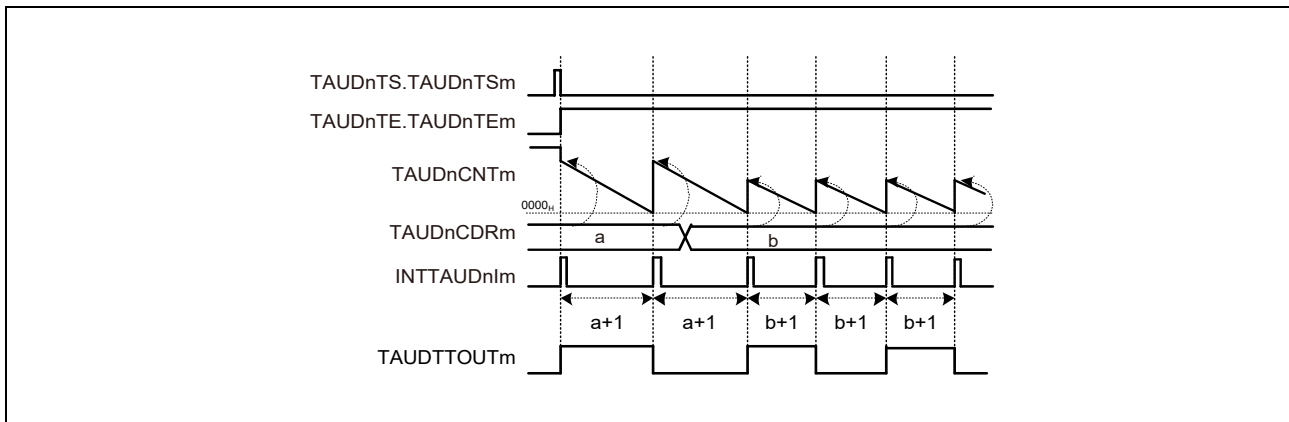 TAUDnTS.TAUDnTSm
TAUDnTE.TAUDnTEm
TAUDnCNTm
0000H
TAUDnCDRm
a
b
INTTAUDnIm
a+1
a+1
b+1
b+1
b+1
TAUDTTOUTm